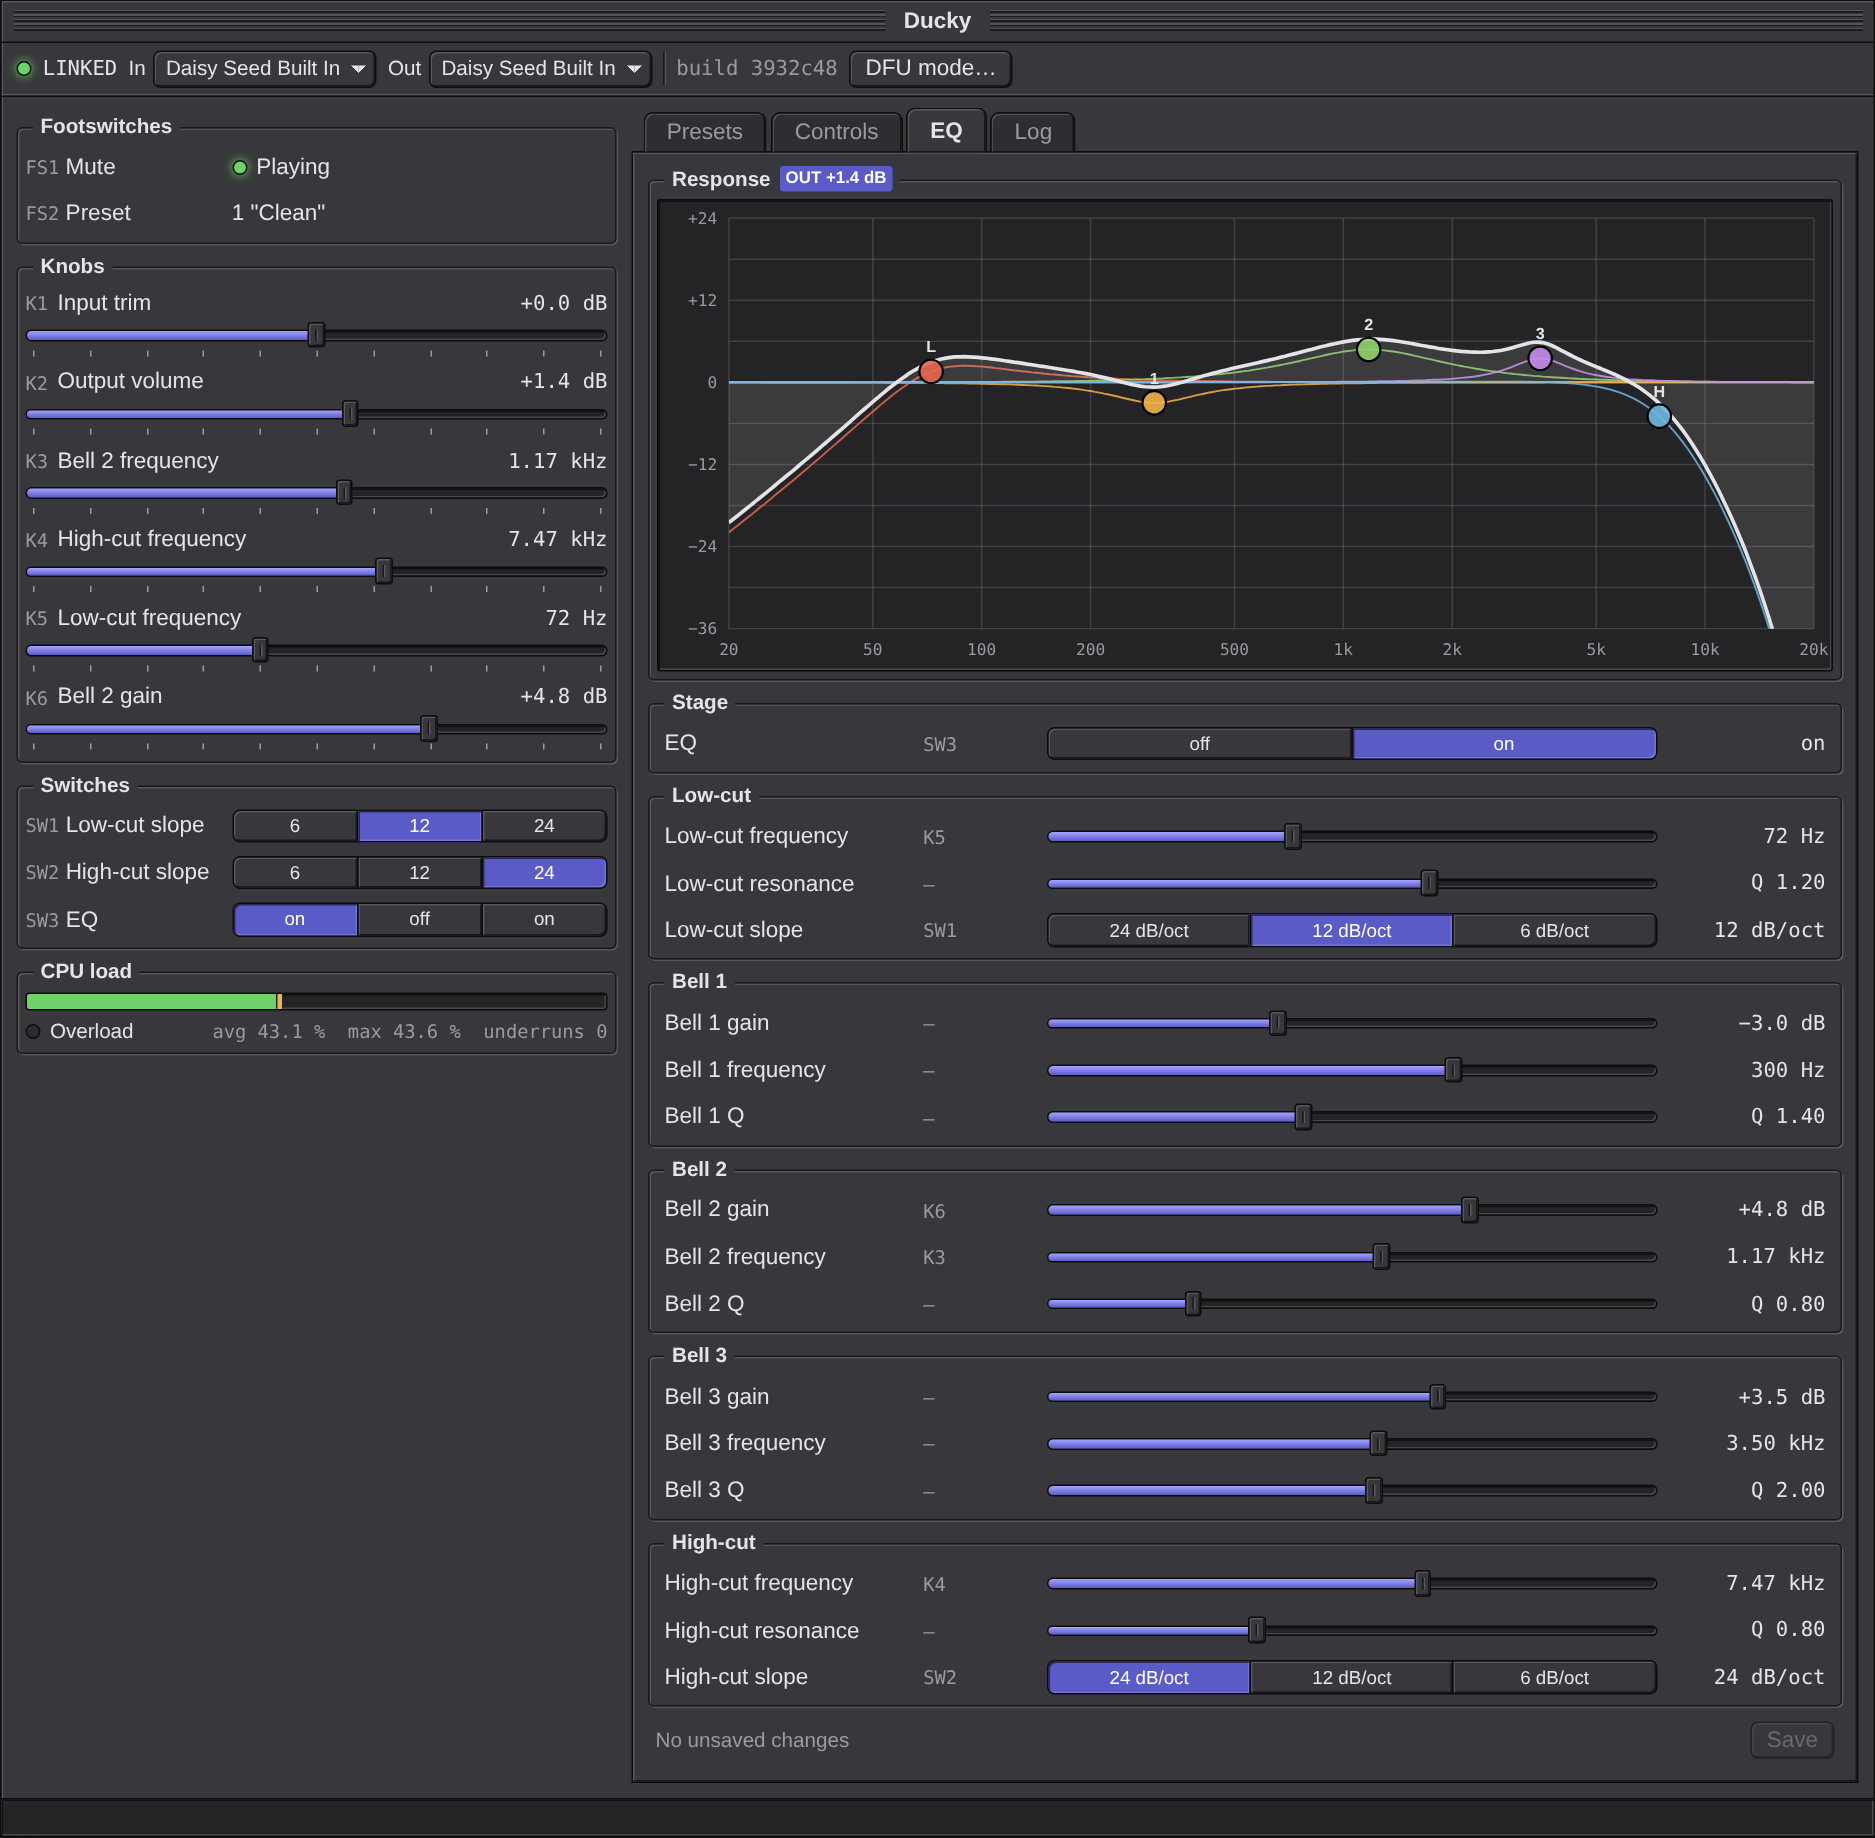 Ducky
LINKED In Daisy Seed Built In Out Daisy Seed Built In build 3932c48 DFU mode…
Footswitches
FS1 Mute Playing
FS2 Preset 1 "Clean"
Knobs
K1 Input trim +0.0 dB
K2 Output volume +1.4 dB
K3 Bell 2 frequency 1.17 kHz
K4 High-cut frequency 7.47 kHz
K5 Low-cut frequency 72 Hz
K6 Bell 2 gain +4.8 dB
Switches
SW1 Low-cut slope 6 12 24
SW2 High-cut slope 6 12 24
SW3 EQ on off on
CPU load
Overload avg 43.1 % max 43.6 % underruns 0
Presets Controls EQ Log
Response OUT +1.4 dB
+24
+12
0
−12
−24
−36
L 1 2 3 H
20 50 100 200 500 1k 2k 5k 10k 20k
Stage
EQ SW3 off on on
Low-cut
Low-cut frequency K5 72 Hz
Low-cut resonance – Q 1.20
Low-cut slope SW1 24 dB/oct 12 dB/oct 6 dB/oct 12 dB/oct
Bell 1
Bell 1 gain – −3.0 dB
Bell 1 frequency – 300 Hz
Bell 1 Q – Q 1.40
Bell 2
Bell 2 gain K6 +4.8 dB
Bell 2 frequency K3 1.17 kHz
Bell 2 Q – Q 0.80
Bell 3
Bell 3 gain – +3.5 dB
Bell 3 frequency – 3.50 kHz
Bell 3 Q – Q 2.00
High-cut
High-cut frequency K4 7.47 kHz
High-cut resonance – Q 0.80
High-cut slope SW2 24 dB/oct 12 dB/oct 6 dB/oct 24 dB/oct
No unsaved changes Save